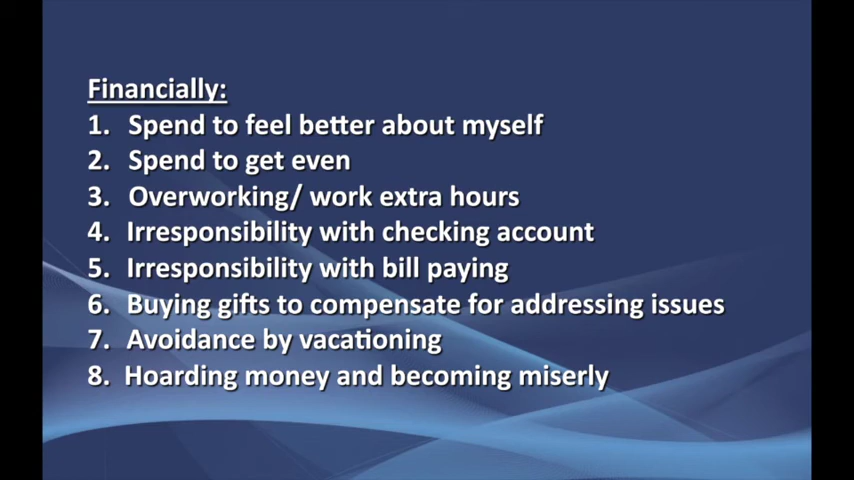 Financially:
1. Spend to feel better about myself
2. Spend to get even
3. Overworking/ work extra hours
4. Irresponsibility with checking account
5. Irresponsibility with bill paying
6. Buying gifts to compensate for addressing issues
7. Avoidance by vacationing
8. Hoarding money and becoming miserly